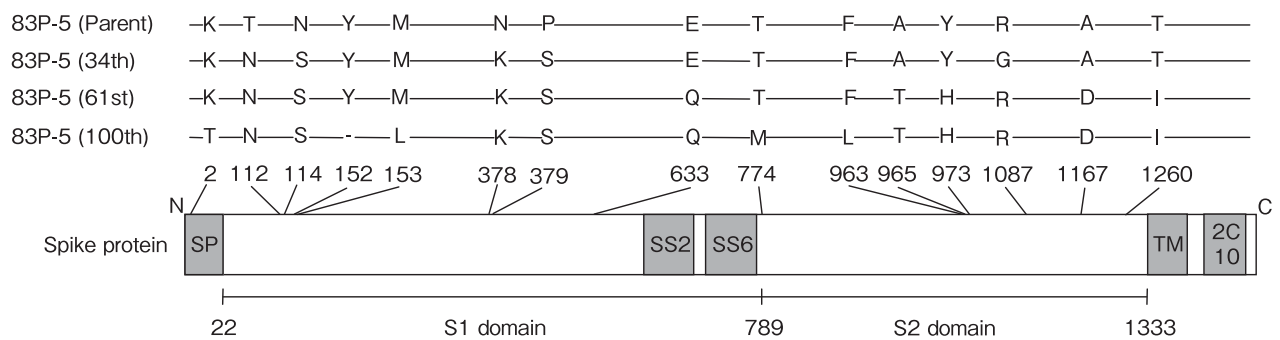 83P-5 (Parent) K T N Y M N P E T F A Y R A T
83P-5 (34th) K N S Y M K S E T F A Y G A T
83P-5 (61st) K N S Y M K S Q T F T H R D I
83P-5 (100th) T N S - L K S Q M L T H R D I
2 112 114 152 153 378 379 633 774 963 965 973 1087 1167 1260
N C
Spike protein SP SS2 SS6 TM 2C
10
22 S1 domain 789 S2 domain 1333